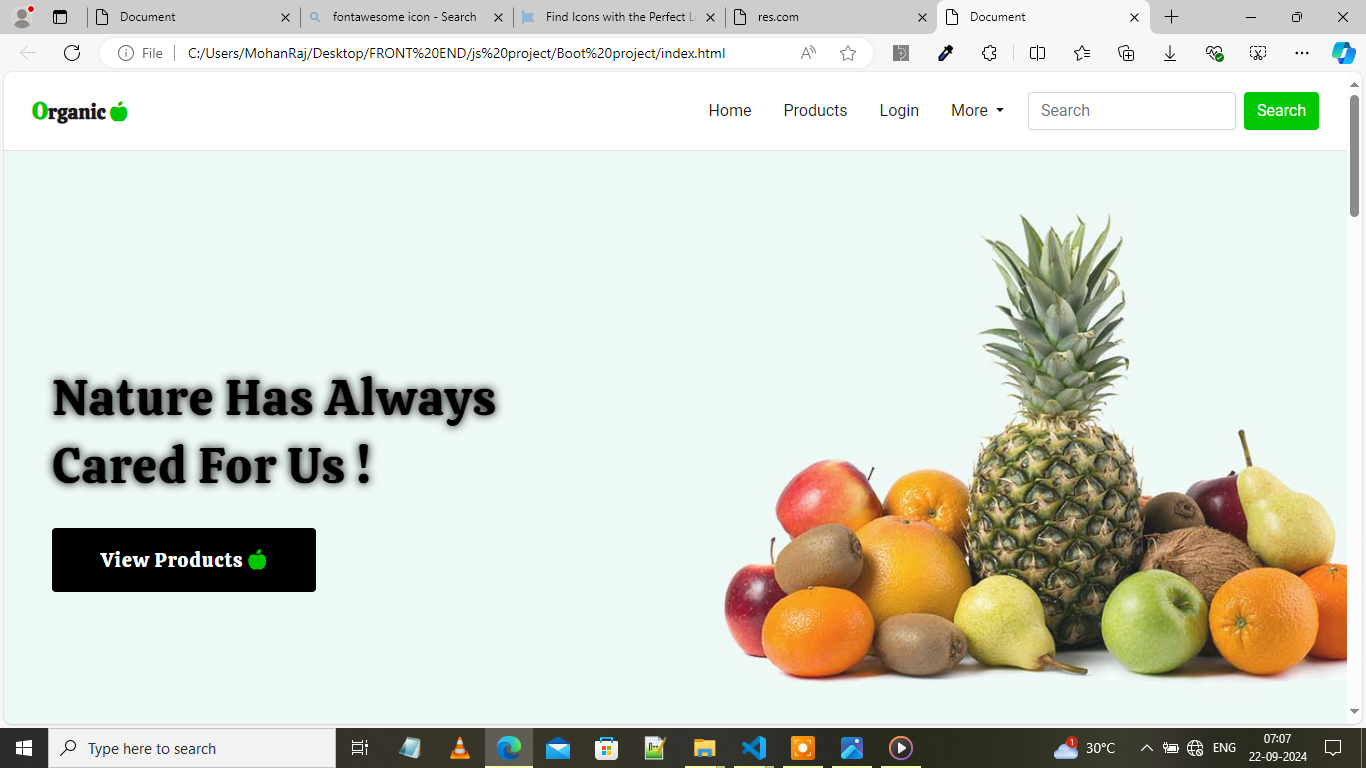 Document
fontawesome icon - Search
Find Icons with the Perfect Lo
res.com
Document
File
C:/Users/MohanRaj/Desktop/FRONT%20END/js%20project/Boot%20project/index.html
Organic
Home
Products
Login
More
Search
Search
Nature Has Always
Cared For Us !
View Products
Type here to search
1
30°C
ENG
07:07
22-09-2024